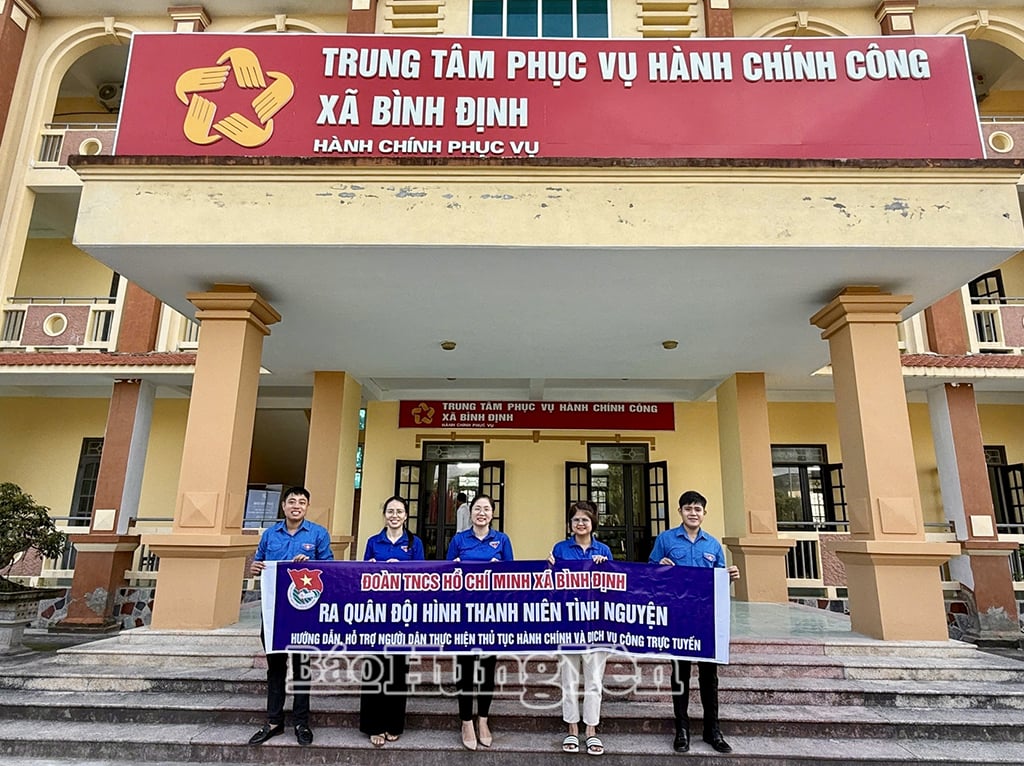 TRUNG TÂM PHỤC VỤ HÀNH CHÍNH CÔNG
XÃ BÌNH ĐỊNH
HÀNH CHÍNH PHỤC VỤ
TRUNG TÂM PHỤC VỤ HÀNH CHÍNH CÔNG
XÃ BÌNH ĐỊNH
HÀNH CHÍNH PHỤC VỤ
ĐOÀN TNCS HỒ CHÍ MINH XÃ BÌNH ĐỊNH
RA QUÂN ĐỘI HÌNH THANH NIÊN TÌNH NGUYỆN
HƯỚNG DẪN, HỖ TRỢ NGƯỜI DÂN THỰC HIỆN THỦ TỤC HÀNH CHÍNH VÀ DỊCH VỤ CÔNG TRỰC TUYẾN
Báo Hưng Yên